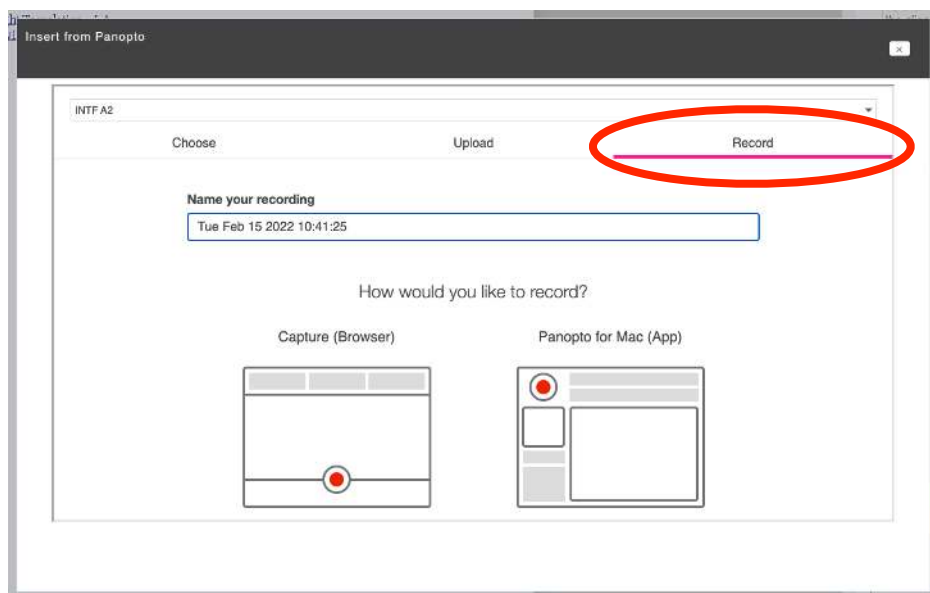 Insert from Panopto
x
INTF A2
Choose Upload Record
Name your recording
Tue Feb 15 2022 10:41:25
How would you like to record?
Capture (Browser) Panopto for Mac (App)